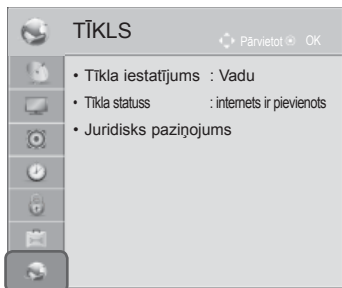 TĪKLS
Pārvietot OK
• Tīkla iestatījums : Vadu
• Tīkla statuss : internets ir pievienots
• Juridisks paziņojums